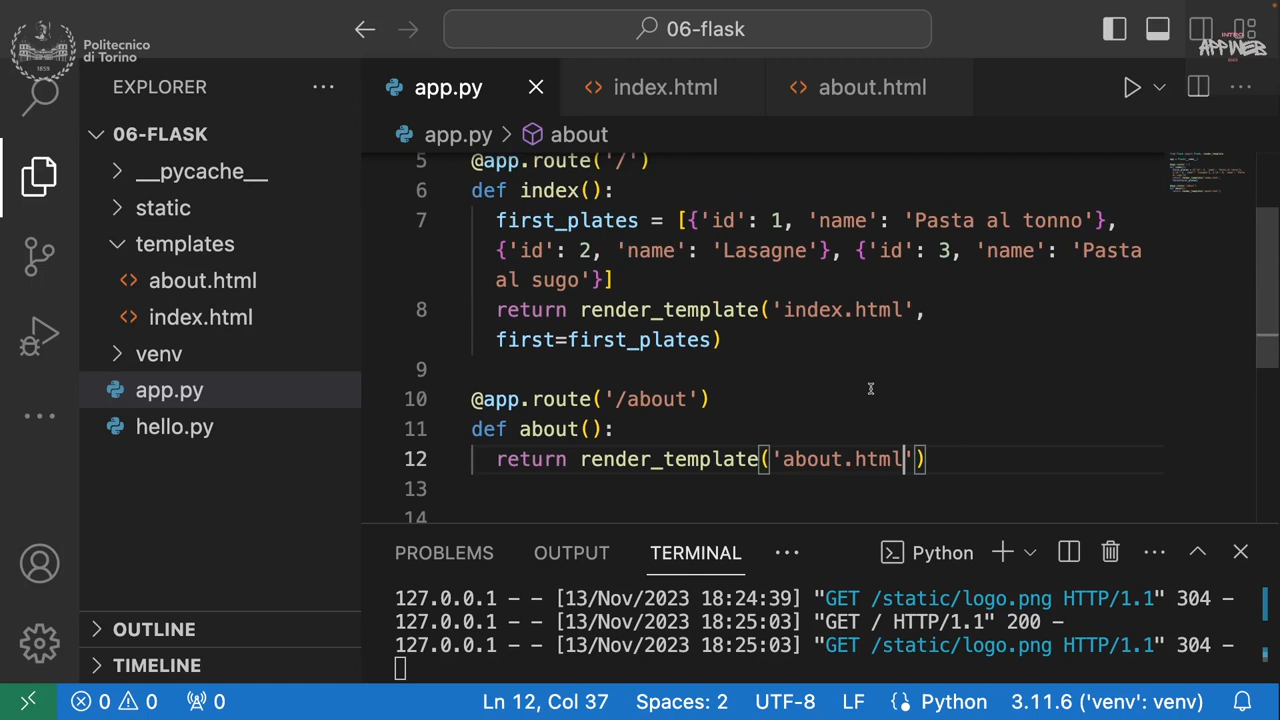 Politecnico
di Torino
1859
06-flask
INTRO
APPIWEB
EXPLORER
app.py
index.html
about.html
06-FLASK
app.py > about
__pycache__
static
templates
about.html
index.html
venv
app.py
hello.py
5 @app.route('/')
6 def index():
7 first_plates = [{'id': 1, 'name': 'Pasta al tonno'},
{'id': 2, 'name': 'Lasagne'}, {'id': 3, 'name': 'Pasta
al sugo'}]
8 return render_template('index.html',
first=first_plates)
9
10 @app.route('/about')
11 def about():
12 return render_template('about.html')
13
14
PROBLEMS OUTPUT TERMINAL ... Python
127.0.0.1 - - [13/Nov/2023 18:24:39] "GET /static/logo.png HTTP/1.1" 304 -
127.0.0.1 - - [13/Nov/2023 18:25:03] "GET / HTTP/1.1" 200 -
127.0.0.1 - - [13/Nov/2023 18:25:03] "GET /static/logo.png HTTP/1.1" 304 -
OUTLINE
TIMELINE
0 0 0 Ln 12, Col 37 Spaces: 2 UTF-8 LF Python 3.11.6 ('venv': venv)